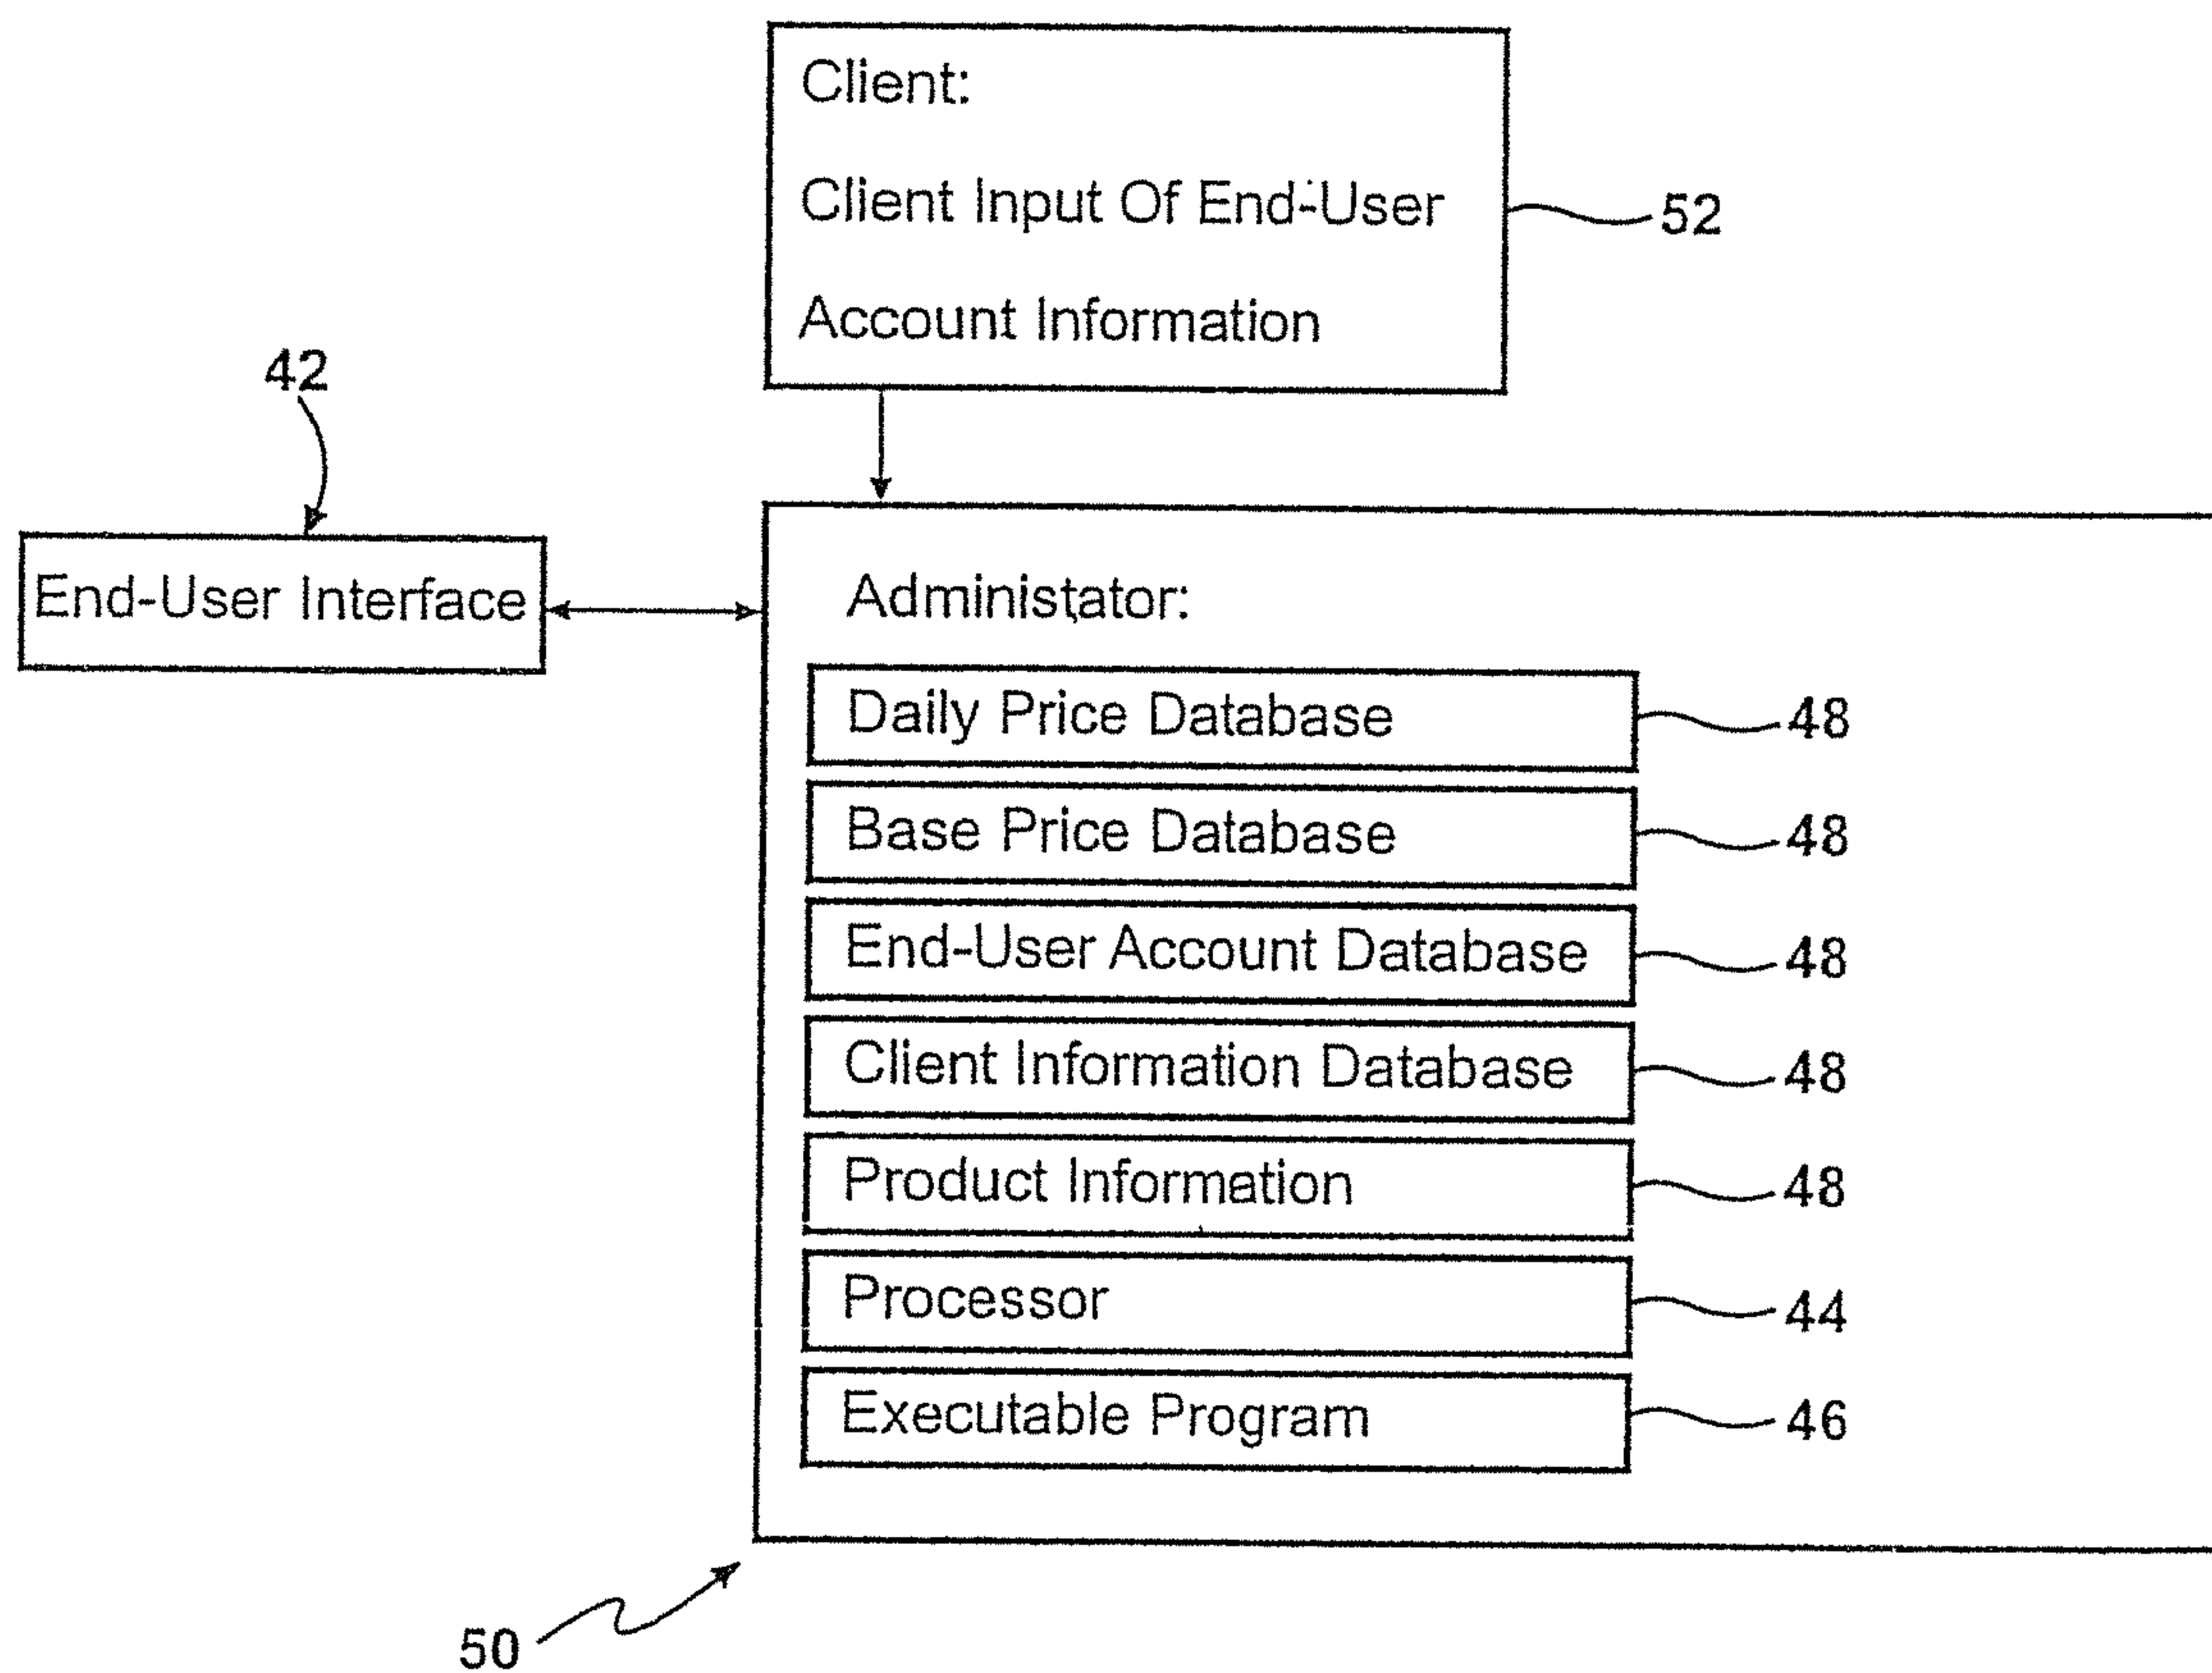 Client:
Client Input Of End-User
52
Account Information
42
End-User Interface
Administator:
Daily Price Database
48
Base Price Database
48
End-User Account Database
48
Client Information Database
48
Product Information
48
Processor
44
Executable Program
46
50